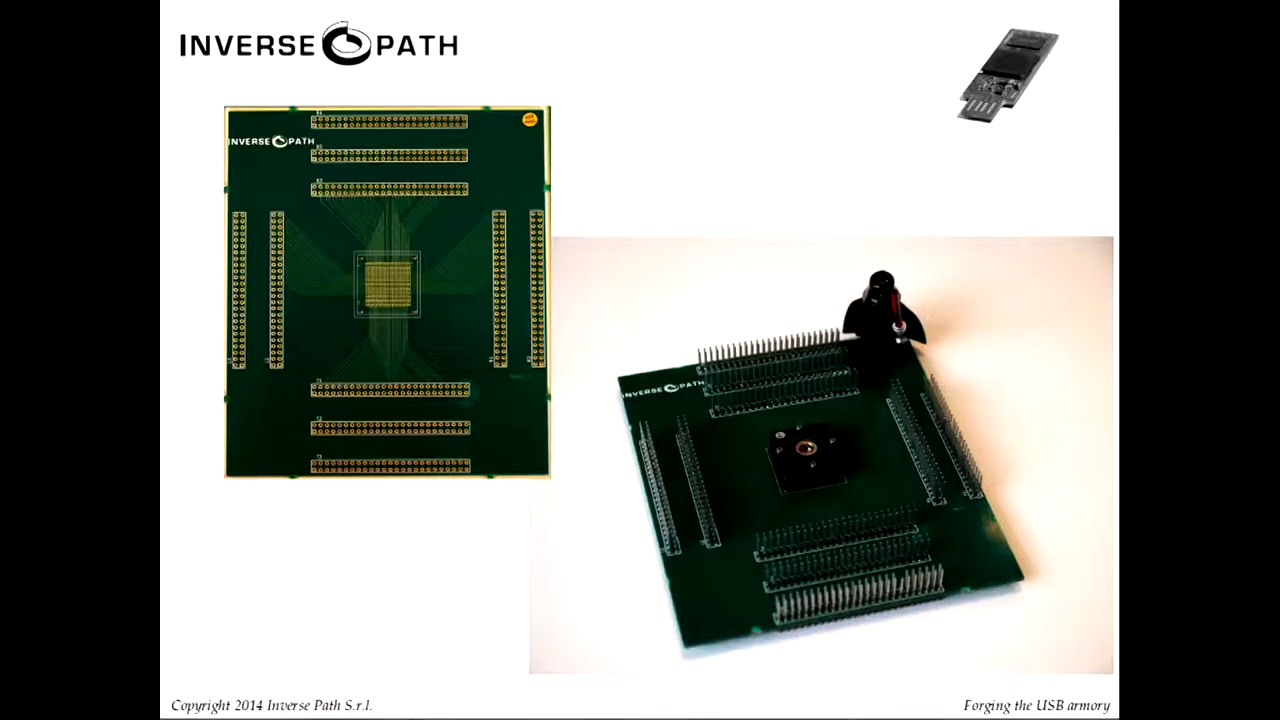 INVERSE PATH
INVERSE PATH
INVERSE PATH
Copyright 2014 Inverse Path S.r.l.
Forging the USB armory